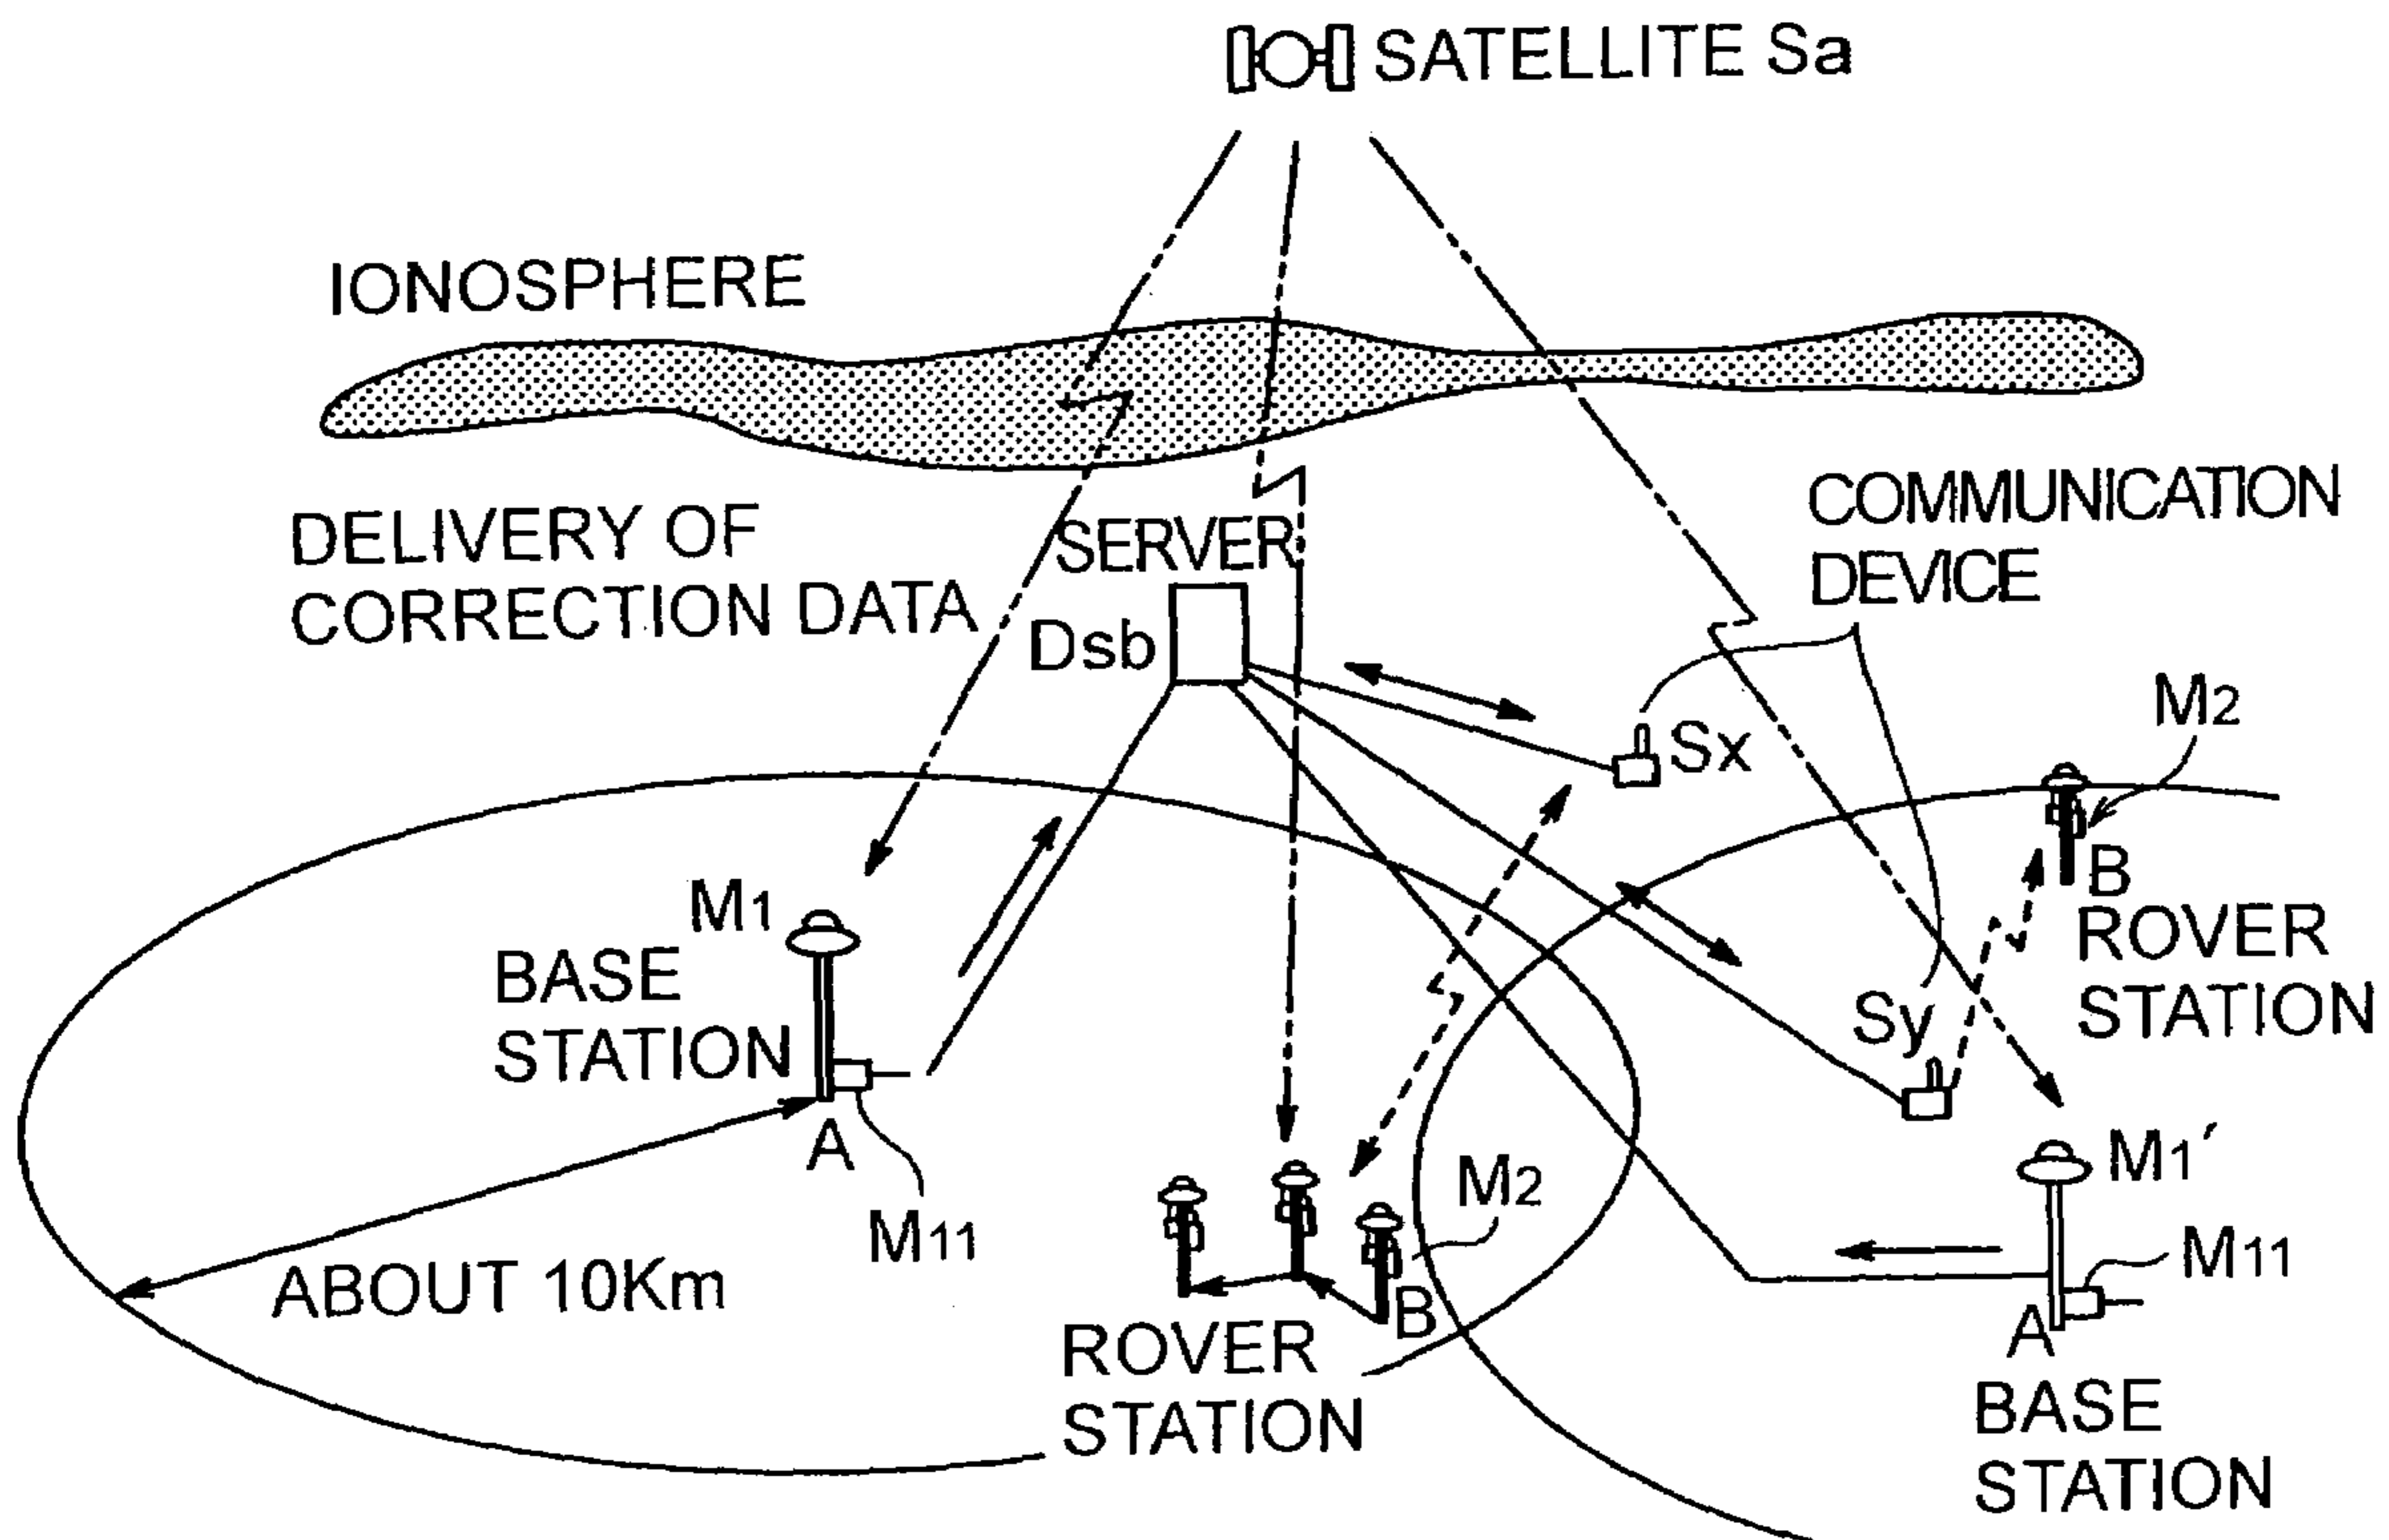 SATELLITE Sa
IONOSPHERE
DELIVERY OF
CORRECTION DATA
SERVER
Dsb
COMMUNICATION
DEVICE
Sx
M2
B
ROVER
STATION
M1
BASE
STATION
A
M11
ABOUT 10Km
Sy
M2
B
ROVER
STATION
M1′
M11
A
BASE
STATION